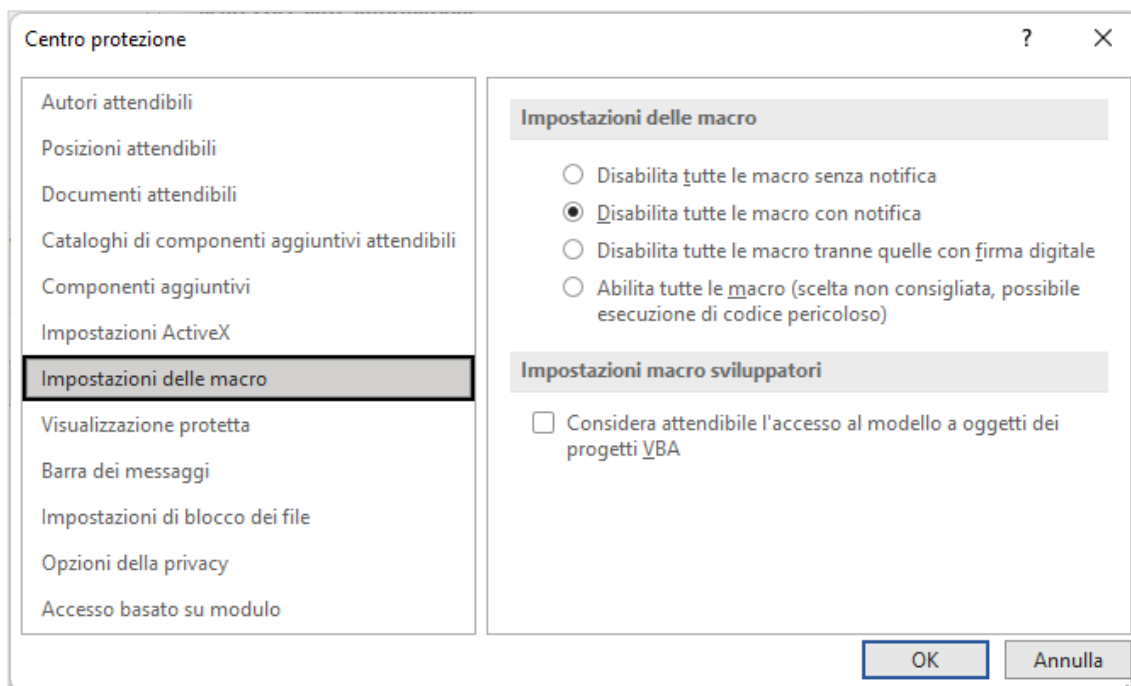 Centro protezione
?
Autori attendibili
Posizioni attendibili
Documenti attendibili
Cataloghi di componenti aggiuntivi attendibili
Componenti aggiuntivi
Impostazioni ActiveX
Impostazioni delle macro
Visualizzazione protetta
Barra dei messaggi
Impostazioni di blocco dei file
Opzioni della privacy
Accesso basato su modulo
Impostazioni delle macro
Disabilita tutte le macro senza notifica
Disabilita tutte le macro con notifica
Disabilita tutte le macro tranne quelle con firma digitale
Abilita tutte le macro (scelta non consigliata, possibile
esecuzione di codice pericoloso)
Impostazioni macro sviluppatori
Considera attendibile l'accesso al modello a oggetti dei
progetti VBA
OK
Annulla